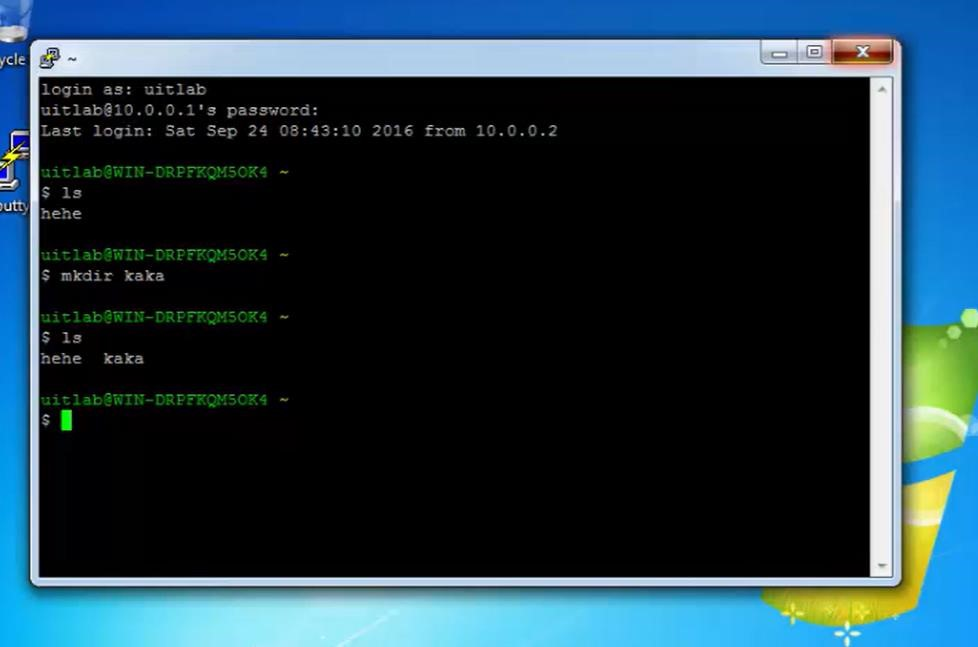 ~
cycle
login as: uitlab
uitlab@10.0.0.1's password:
Last login: Sat Sep 24 08:43:10 2016 from 10.0.0.2
uitlab@WIN-DRPFKQM5OK4 ~
$ ls
hehe
putty
uitlab@WIN-DRPFKQM5OK4 ~
$ mkdir kaka
uitlab@WIN-DRPFKQM5OK4 ~
$ ls
hehe  kaka
uitlab@WIN-DRPFKQM5OK4 ~
$